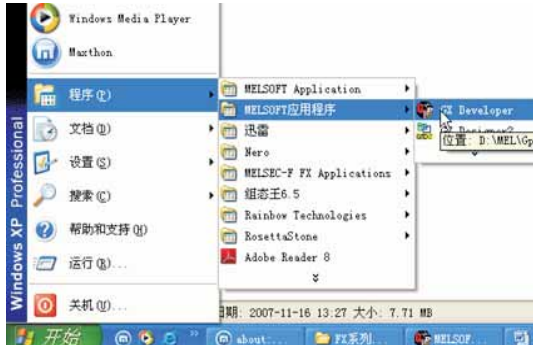 Windows Media Player
Maxthon
程序(P)
文档(D)
设置(S)
搜索(C)
帮助和支持(H)
运行(R)...
关机(U)...
Windows XP Professional
MELSOFT Application
MELSOFT应用程序
迅雷
Nero
MELSEC-F FX Applications
组态王6.5
Rainbow Technologies
RosettaStone
Adobe Reader 8
GX Developer
位置: D:\MEL\Gp
日期: 2007-11-16 13:27 大小: 7.71 MB
开始
about:...
FX系列...
MELSOF...